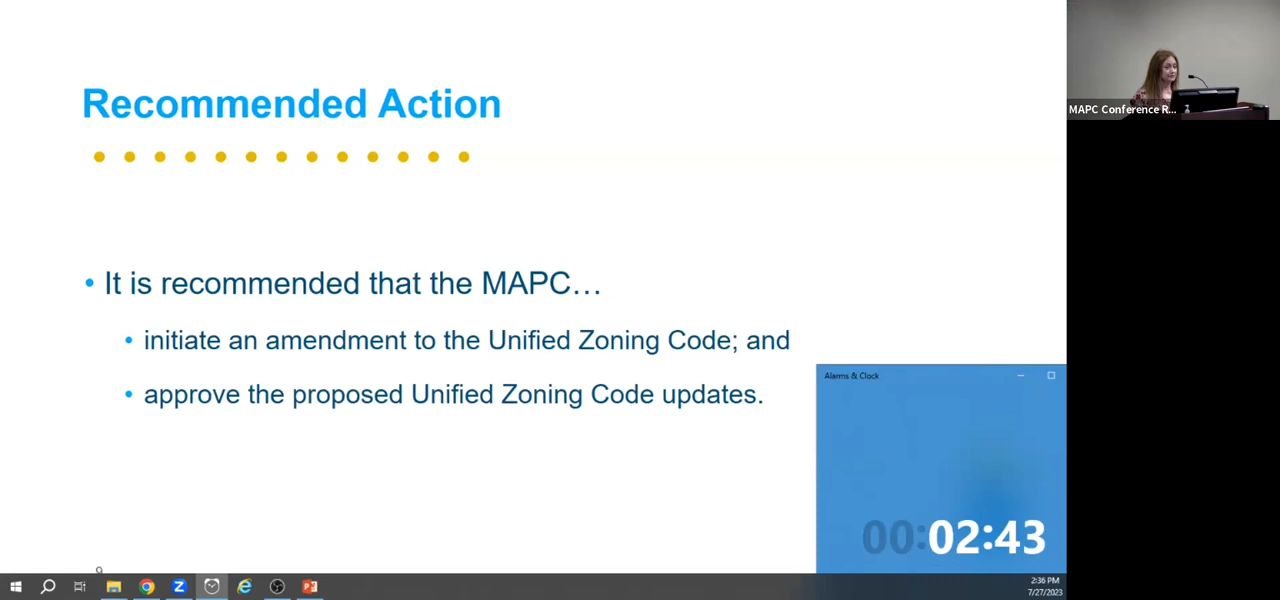 Recommended Action
• It is recommended that the MAPC…
• initiate an amendment to the Unified Zoning Code; and
• approve the proposed Unified Zoning Code updates.
MAPC Conference R...
Alarms & Clock
00:02:43
9
2:36 PM
7/27/2023